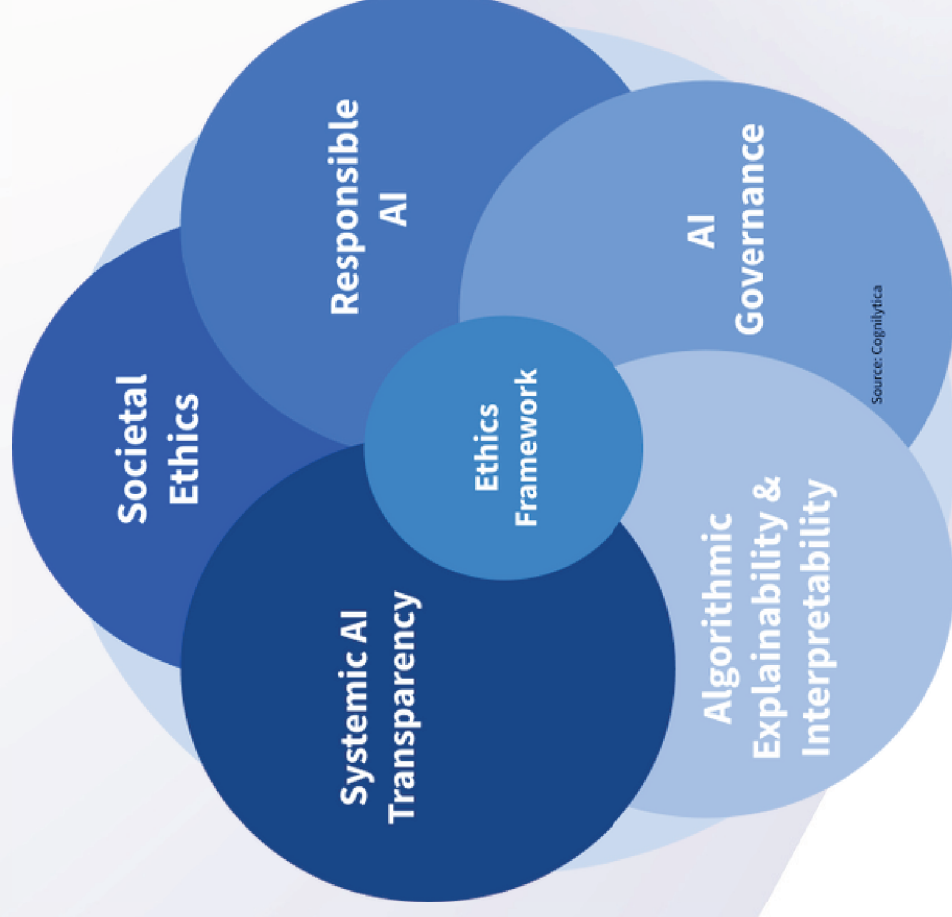 Societal
Ethics
Responsible
AI
AI
Governance
Algorithmic
Explainability &
Interpretability
Systemic AI
Transparency
Ethics
Framework
Source: Cognilytica